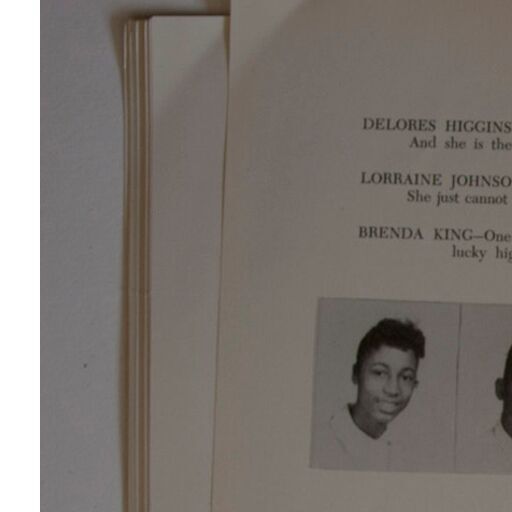 DELORES HIGGINS
And she is the
LORRAINE JOHNSO
She just cannot
BRENDA KING—One
lucky hig